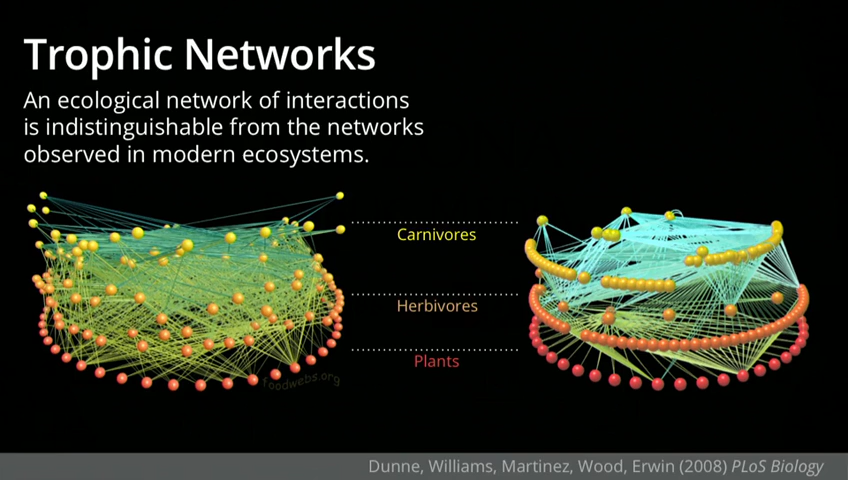 Trophic Networks
An ecological network of interactions
is indistinguishable from the networks
observed in modern ecosystems.
Carnivores
Herbivores
Plants
foodwebs.org
Dunne, Williams, Martinez, Wood, Erwin (2008) PLoS Biology